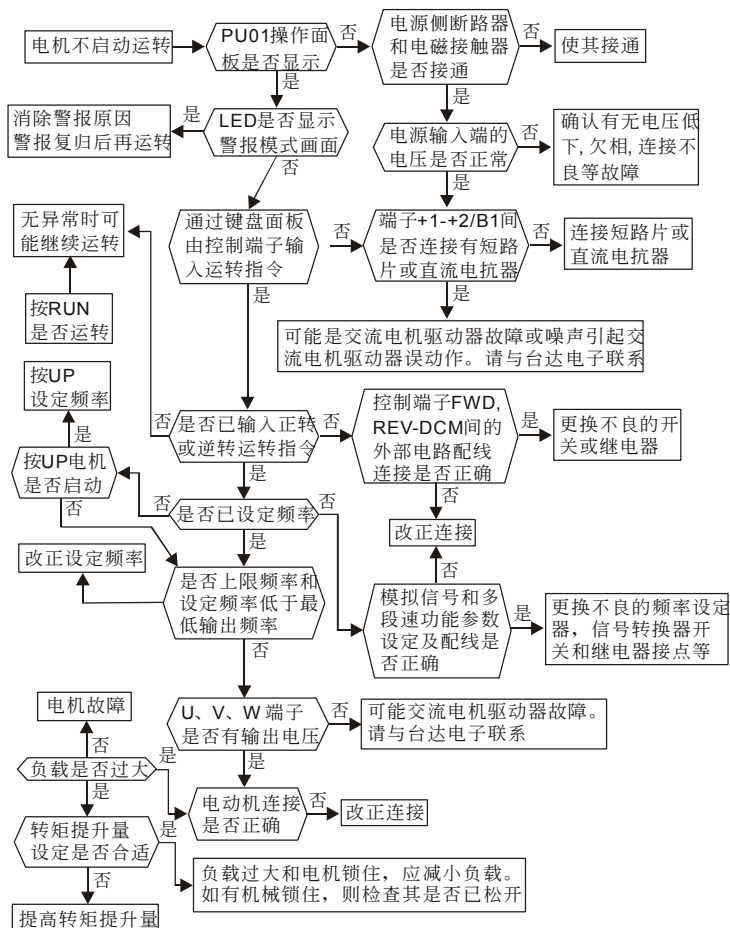 电机不启动运转
PU01操作面
板是否显示
否
电源侧断路器
和电磁接触器
是否接通
否
使其接通
是
是
消除警报原因
警报复归后再运转
是
LED是否显示
警报模式画面
电源输入端的
电压是否正常
否
确认有无电压低
下,欠相,连接不
良等故障
否
是
无异常时可
能继续运转
通过键盘面板
由控制端子输
入运转指令
否
端子+1-+2/B1间
是否连接有短路
片或直流电抗器
否
连接短路片或
直流电抗器
是
是
按RUN
是否运转
可能是交流电机驱动器故障或噪声引起交
流电机驱动器误动作。请与台达电子联系
按UP
设定频率
是
否
是否已输入正转
或逆转运转指令
否
控制端子FWD,
REV-DCM间的
外部电路配线
连接是否正确
是
更换不良的开
关或继电器
按UP电机
是否启动
是
否
否
否
是否已设定频率
否
改正连接
是
否
改正设定频率
是否上限频率和
设定频率低于最
低输出频率
模拟信号和多
段速功能参数
设定及配线是
否正确
是
更换不良的频率设定
器，信号转换器开
关和继电器接点等
否
电机故障
U、V、W 端子
是否有输出电压
否
可能交流电机驱动器故障。
请与台达电子联系
否
是
是
负载是否过大
是
电动机连接
是否正确
否
改正连接
转矩提升量
设定是否合适
是
负载过大和电机锁住，应减小负载。
如有机械锁住，则检查其是否已松开
否
提高转矩提升量